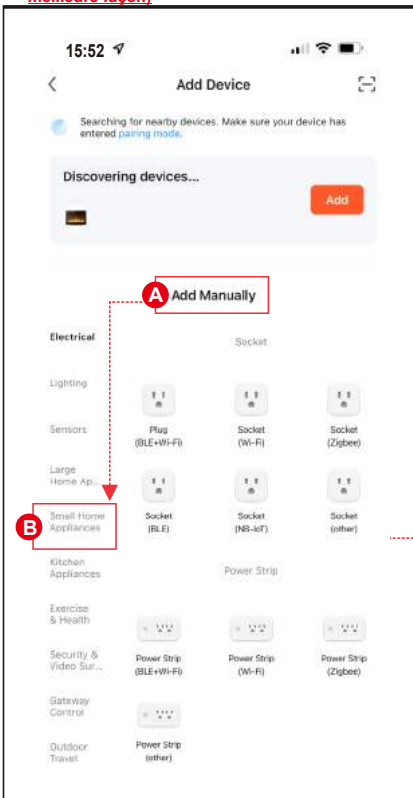 meilleure façon)
15:52
Add Device
Searching for nearby devices. Make sure your device has
entered pairing mode.
Discovering devices...
Add
A
Add Manually
Electrical
Socket
Lighting
Sensors
Plug
(BLE+Wi-Fi)
Socket
(Wi-Fi)
Socket
(Zigbee)
Large
Home Ap...
B
Small Home
Appliances
Socket
(BLE)
Socket
(NB-IoT)
Socket
(other)
Kitchen
Appliances
Power Strip
Exercise
& Health
Security &
Video Sur...
Power Strip
(BLE+Wi-Fi)
Power Strip
(Wi-Fi)
Power Strip
(Zigbee)
Gateway
Control
Outdoor
Travel
Power Strip
(other)